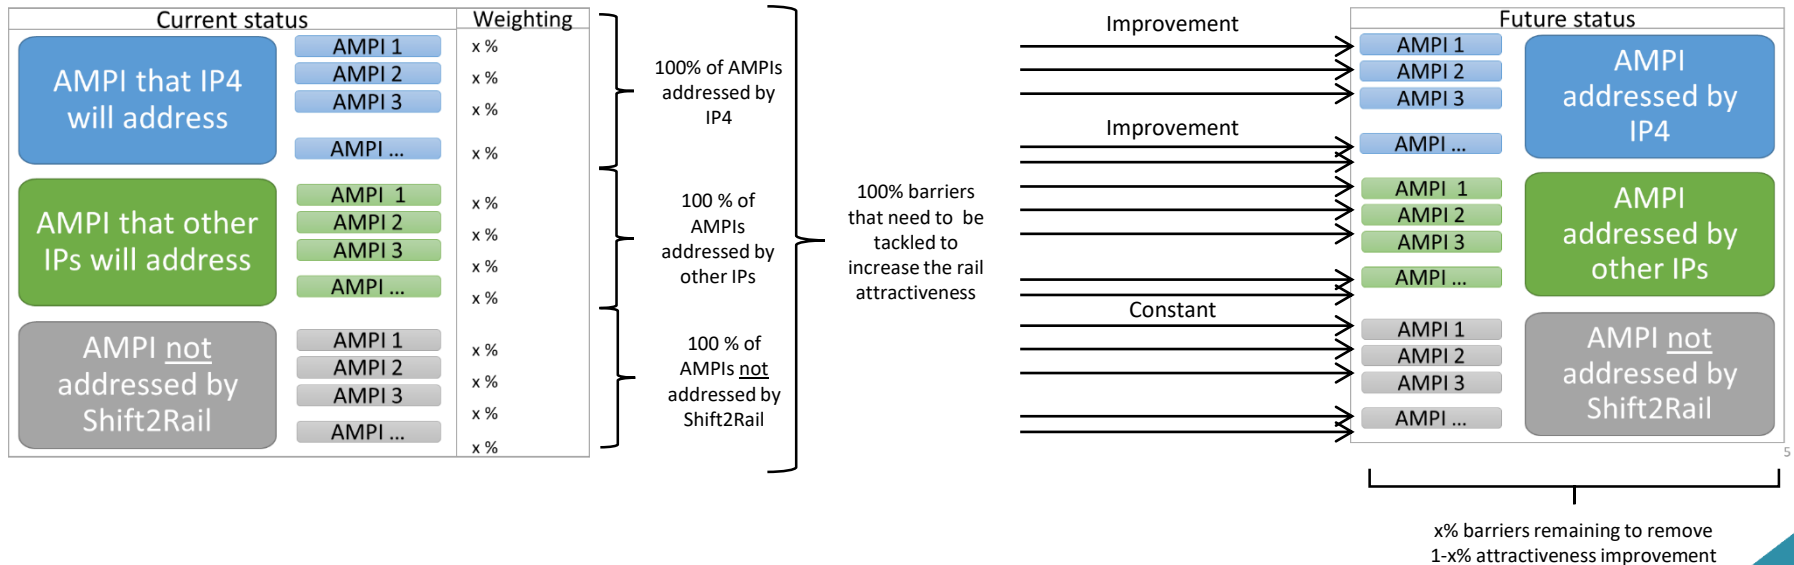 Current status
Weighting
AMPI that IP4
will address
AMPI 1
AMPI 2
AMPI 3
AMPI ...
x %
x %
x %
x %
AMPI that other
IPs will address
AMPI  1
AMPI 2
AMPI 3
AMPI ...
x %
x %
x %
x %
AMPI not
addressed by
Shift2Rail
AMPI 1
AMPI 2
AMPI 3
AMPI ...
x %
x %
x %
x %
100% of AMPIs
addressed by
IP4
100 % of
AMPIs
addressed by
other IPs
100 % of
AMPIs not
addressed by
Shift2Rail
100% barriers
that need to  be
tackled to
increase the rail
attractiveness
Improvement
Improvement
Constant
Future status
AMPI 1
AMPI 2
AMPI 3
AMPI ...
AMPI
addressed by
IP4
AMPI  1
AMPI 2
AMPI 3
AMPI ...
AMPI
addressed by
other IPs
AMPI 1
AMPI 2
AMPI 3
AMPI ...
AMPI not
addressed by
Shift2Rail
5
x% barriers remaining to remove
1-x% attractiveness improvement